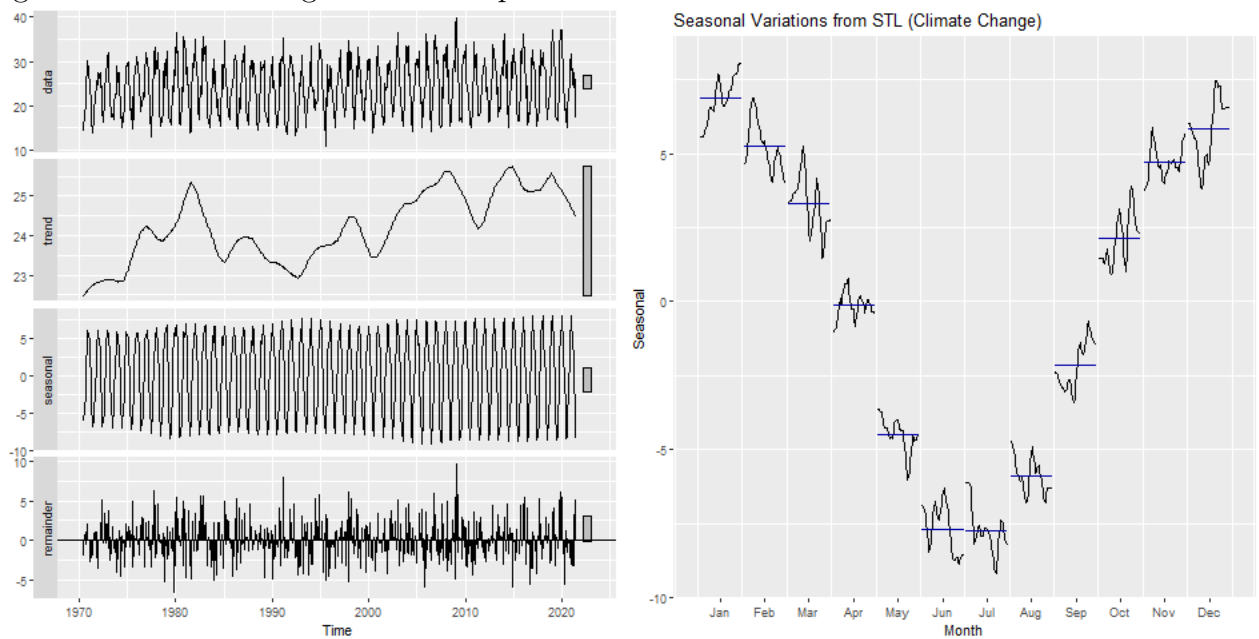 Seasonal Variations from STL (Climate Change)
40
30
20
10
data
25
24
23
trend
5
0
-5
-10
seasonal
10
5
0
-5
remainder
1970 1980 1990 2000 2010 2020
Time
5
0
-5
-10
Seasonal
Jan Feb Mar Apr May Jun Jul Aug Sep Oct Nov Dec
Month